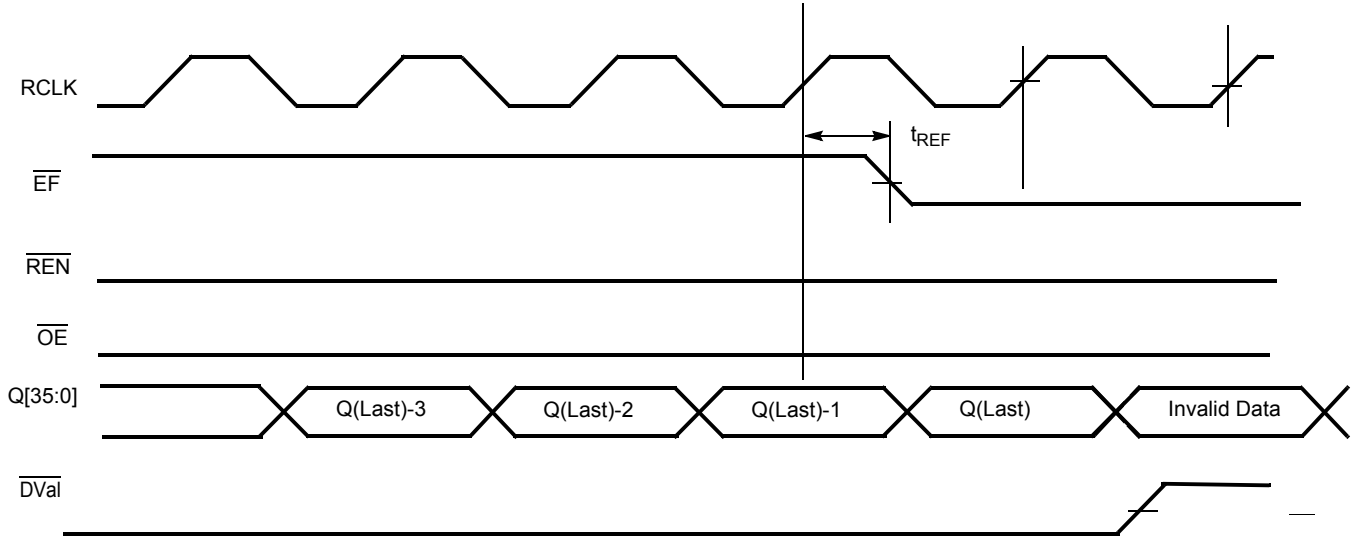 RCLK
tREF
EF
REN
OE
Q[35:0]
Q(Last)-3
Q(Last)-2
Q(Last)-1
Q(Last)
Invalid Data
DVal